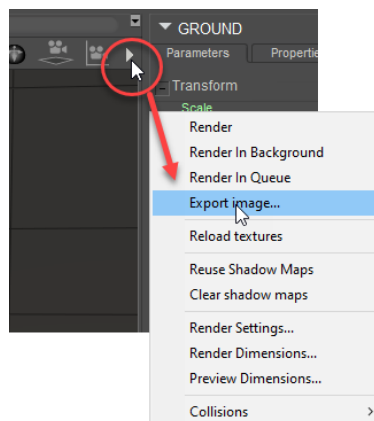 GROUND
Parameters
Propertie
Transform
Scale
Render
Render In Background
Render In Queue
Export image...
Reload textures
Reuse Shadow Maps
Clear shadow maps
Render Settings...
Render Dimensions...
Preview Dimensions...
Collisions